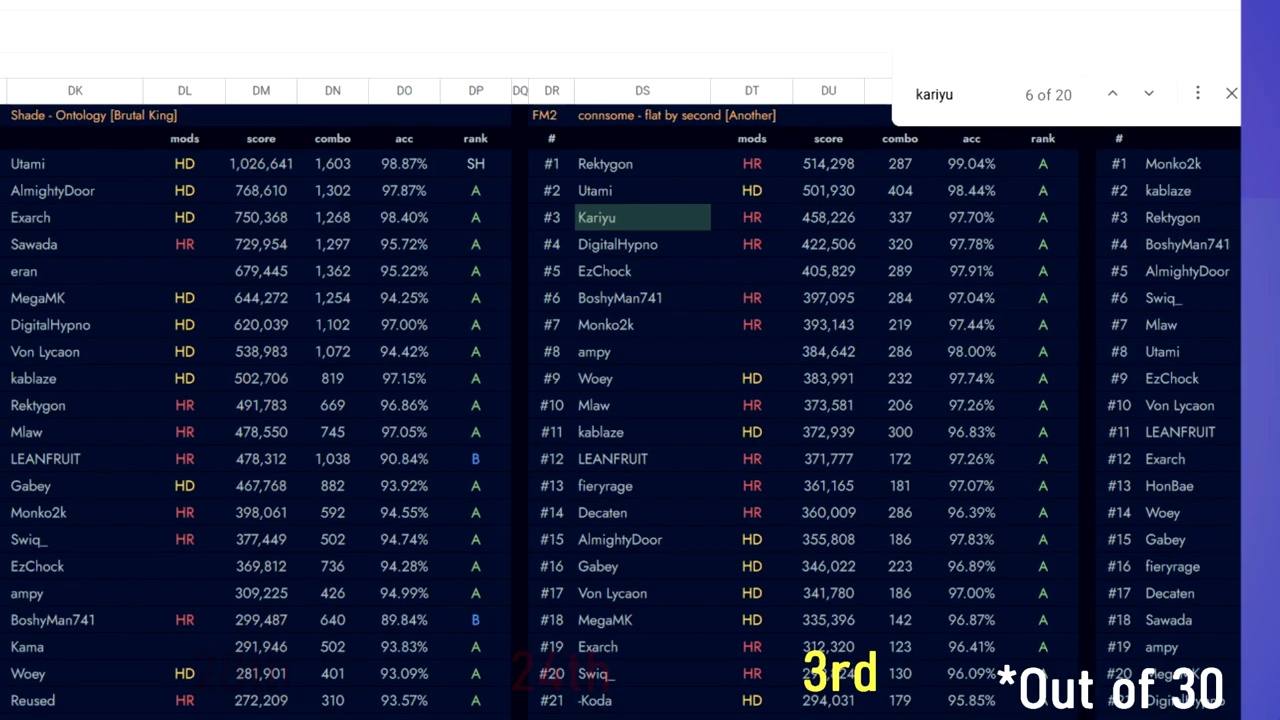 kariyu 6 of 20
DK DL DM DN DO DP DQ DR DS DT DU
Shade - Ontology [Brutal King] FM2 connsome - flat by second [Another]
mods score combo acc rank # mods score combo acc rank #
Utami HD 1,026,641 1,603 98.87% SH #1 Rektygon HR 514,298 287 99.04% A #1 Monko2k
AlmightyDoor HD 768,610 1,302 97.87% A #2 Utami HD 501,930 404 98.44% A #2 kablaze
Exarch HD 750,368 1,268 98.40% A #3 Kariyu HR 458,226 337 97.70% A #3 Rektygon
Sawada HR 729,954 1,297 95.72% A #4 DigitalHypno HR 422,506 320 97.78% A #4 BoshyMan741
eran 679,445 1,362 95.22% A #5 EzChock 405,829 289 97.91% A #5 AlmightyDoor
MegaMK HD 644,272 1,254 94.25% A #6 BoshyMan741 HR 397,095 284 97.04% A #6 Swiq_
DigitalHypno HD 620,039 1,102 97.00% A #7 Monko2k HR 393,143 219 97.44% A #7 Mlaw
Von Lycaon HD 538,983 1,072 94.42% A #8 ampy 384,642 286 98.00% A #8 Utami
kablaze HD 502,706 819 97.15% A #9 Woey HD 383,991 232 97.74% A #9 EzChock
Rektygon HR 491,783 669 96.86% A #10 Mlaw HR 373,581 206 97.26% A #10 Von Lycaon
Mlaw HR 478,550 745 97.05% A #11 kablaze HD 372,939 300 96.83% A #11 LEANFRUIT
LEANFRUIT HR 478,312 1,038 90.84% B #12 LEANFRUIT HR 371,777 172 97.26% A #12 Exarch
Gabey HD 467,768 882 93.92% A #13 fieryrage HR 361,165 181 97.07% A #13 HonBae
Monko2k HR 398,061 592 94.55% A #14 Decaten HR 360,009 286 96.39% A #14 Woey
Swiq_ HR 377,449 502 94.74% A #15 AlmightyDoor HD 355,808 186 97.83% A #15 Gabey
EzChock 369,812 736 94.28% A #16 Gabey HD 346,022 223 96.89% A #16 fieryrage
ampy 309,225 426 94.99% A #17 Von Lycaon HD 341,780 186 97.00% A #17 Decaten
BoshyMan741 HR 299,487 640 89.84% B #18 MegaMK HD 335,396 142 96.87% A #18 Sawada
Kama 291,946 502 93.83% A #19 Exarch HR 312,320 123 96.41% A #19 ampy
Woey HD 281,901 401 93.09% A #20 Swiq_ HR 130 96.09% #20
Reused HR 272,209 310 93.57% A #21 -Koda HD 294,031 179 95.85% A
24th 3rd *Out of 30